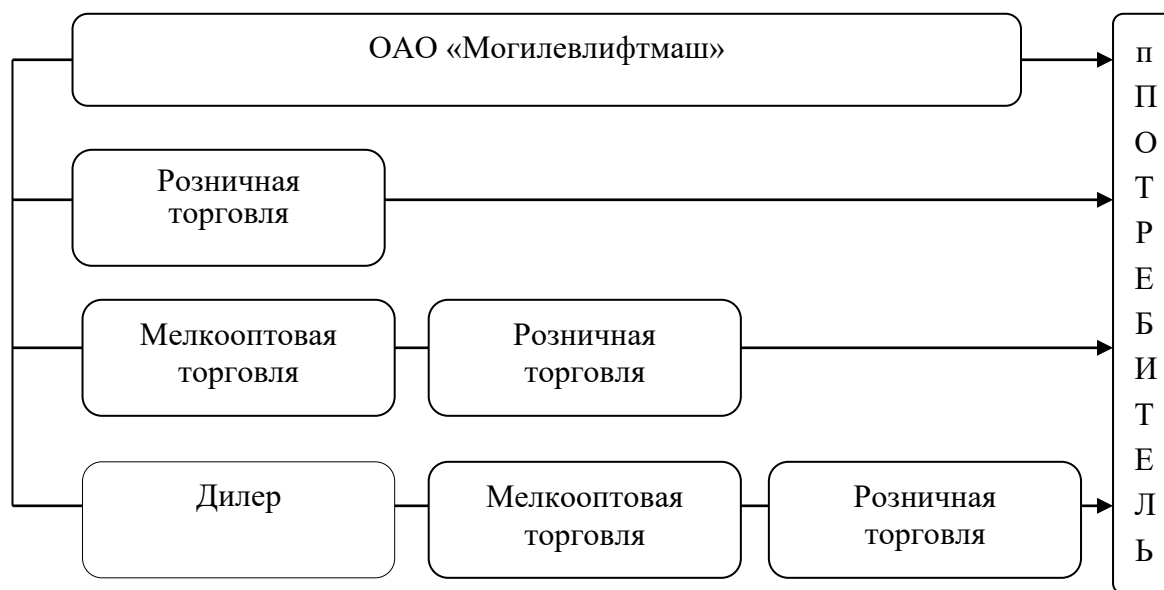 ОАО «Могилевлифтмаш»
Розничная
торговля
Мелкооптовая
торговля
Розничная
торговля
Дилер
Мелкооптовая
торговля
Розничная
торговля
п
П
О
Т
Р
Е
Б
И
Т
Е
Л
Ь